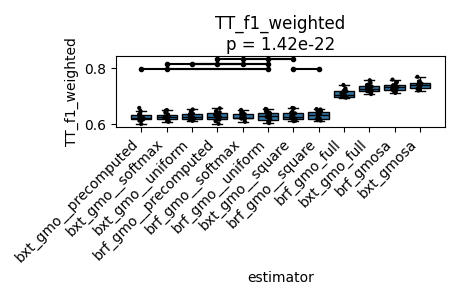 TT_f1_weighted
p = 1.42e-22
TT_f1_weighted
0.8
0.6
bxt_gmo__precomputed
bxt_gmo__softmax
bxt_gmo__uniform
brf_gmo__precomputed
brf_gmo__softmax
brf_gmo__uniform
bxt_gmo__square
brf_gmo__square
brf_gmo_full
bxt_gmo_full
brf_gmosa
bxt_gmosa
estimator